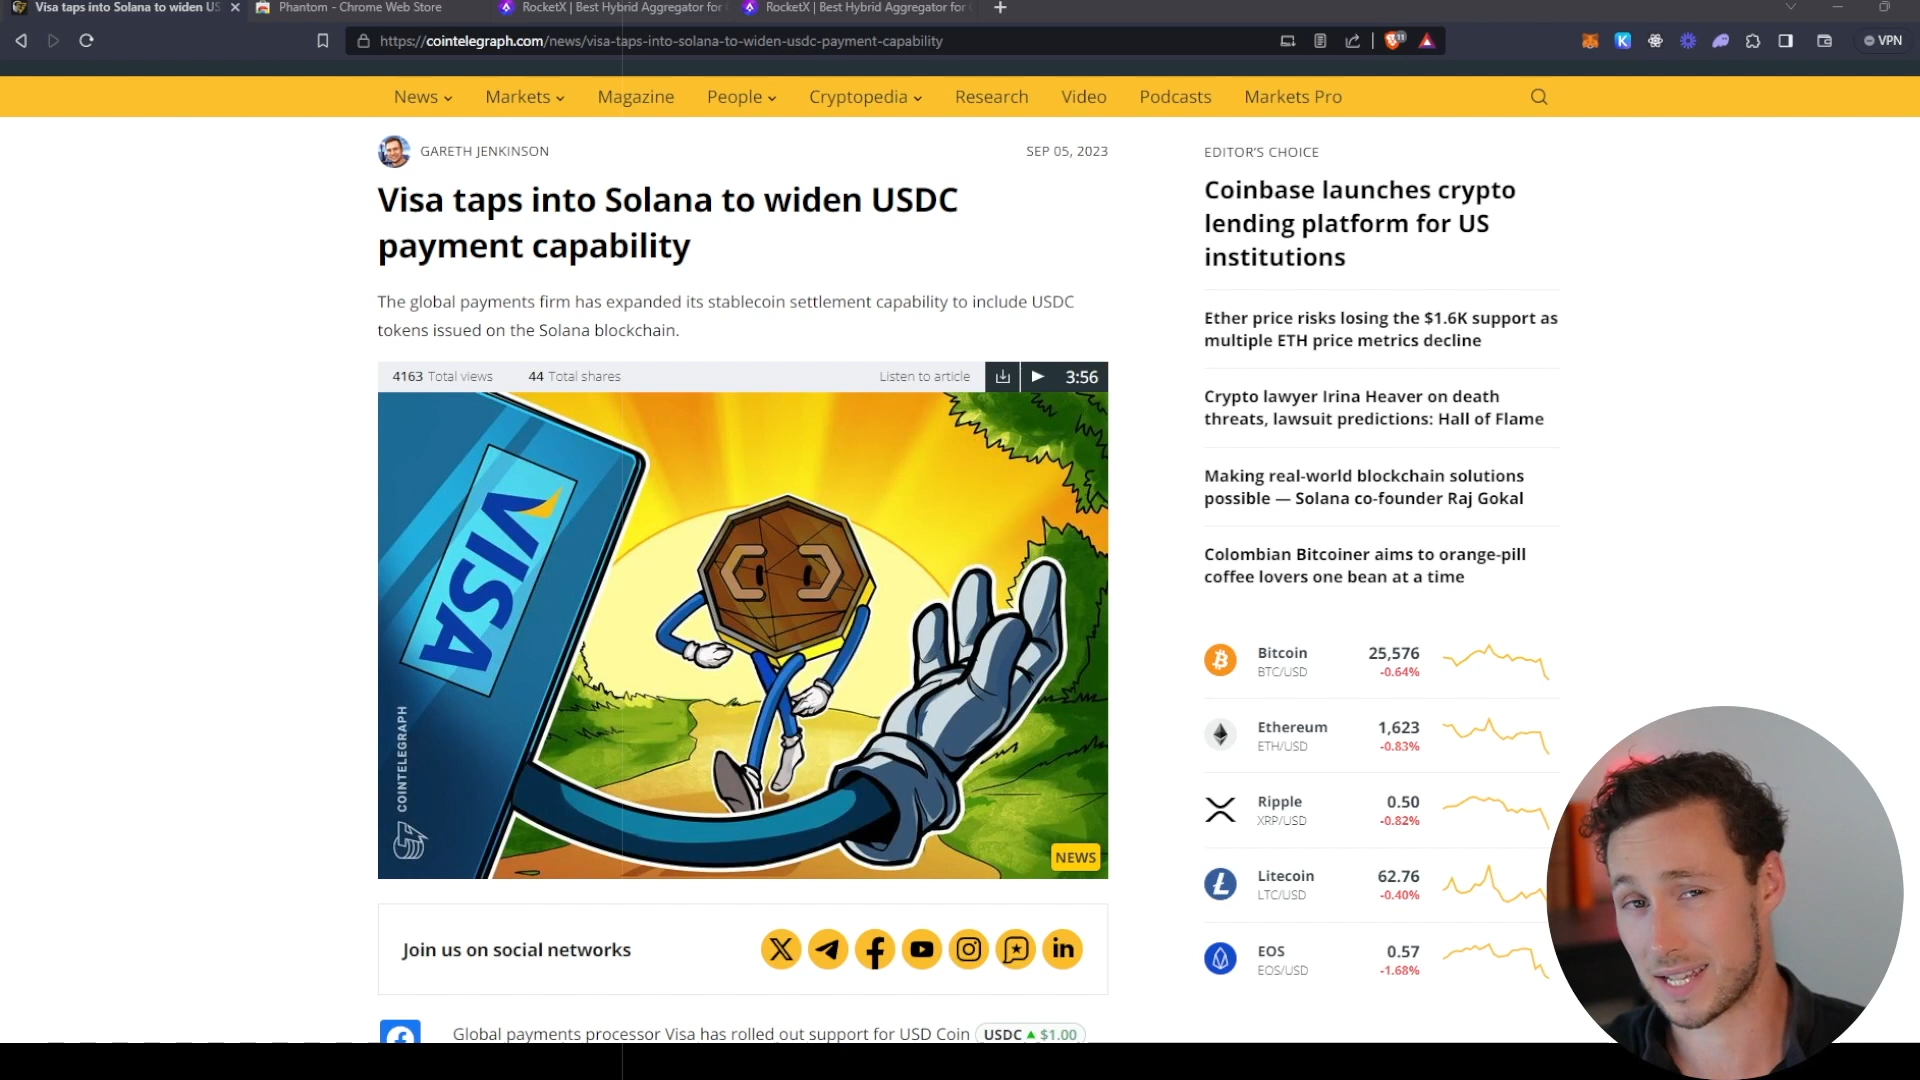 Visa taps into Solana to widen US
Phantom - Chrome Web Store
RocketX | Best Hybrid Aggregator for
RocketX | Best Hybrid Aggregator for
https://cointelegraph.com/news/visa-taps-into-solana-to-widen-usdc-payment-capability
11
VPN
News
Markets
Magazine
People
Cryptopedia
Research
Video
Podcasts
Markets Pro
GARETH JENKINSON
SEP 05, 2023
Visa taps into Solana to widen USDC
payment capability
The global payments firm has expanded its stablecoin settlement capability to include USDC
tokens issued on the Solana blockchain.
4163 Total views
44 Total shares
Listen to article
3:56
VISA
COINTELEGRAPH
NEWS
Join us on social networks
Global payments processor Visa has rolled out support for USD Coin USDC ▲ $1.00
EDITOR'S CHOICE
Coinbase launches crypto
lending platform for US
institutions
Ether price risks losing the $1.6K support as
multiple ETH price metrics decline
Crypto lawyer Irina Heaver on death
threats, lawsuit predictions: Hall of Flame
Making real-world blockchain solutions
possible — Solana co-founder Raj Gokal
Colombian Bitcoiner aims to orange-pill
coffee lovers one bean at a time
Bitcoin 25,576
BTC/USD -0.64%
Ethereum 1,623
ETH/USD -0.83%
Ripple 0.50
XRP/USD -0.82%
Litecoin 62.76
LTC/USD -0.40%
EOS 0.57
EOS/USD -1.68%